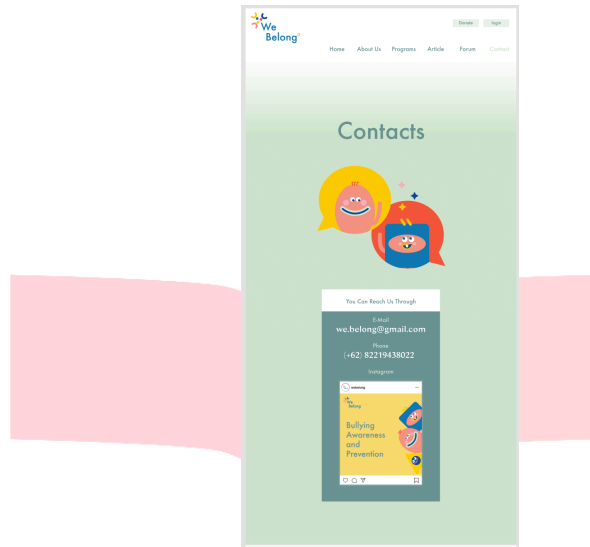 We
Belong
Donate
login
Home
About Us
Programs
Article
Forum
Contact
Contacts
You Can Reach Us Through
E-Mail
we.belong@gmail.com
Phone
(+62) 82219438022
Instagram
We
Belong
Bullying
Awareness
and
Prevention